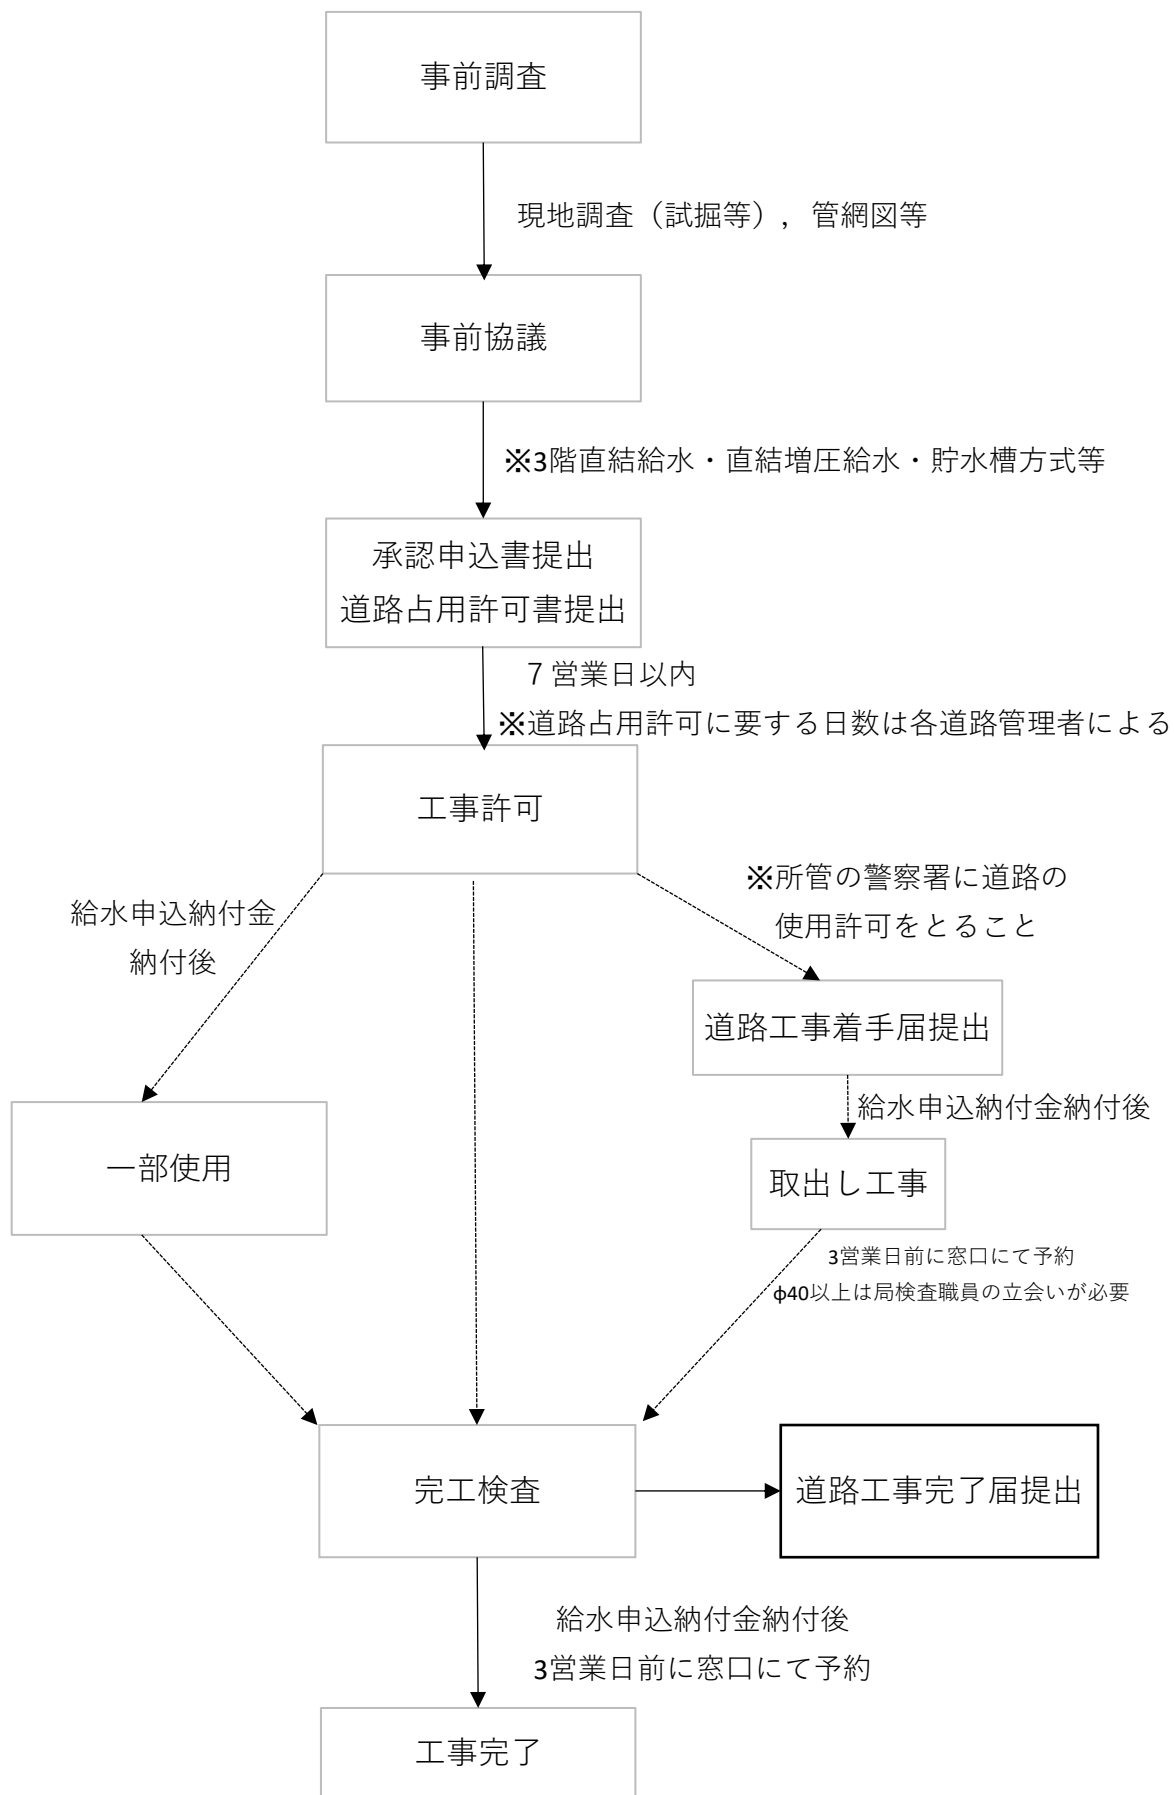 事前調査
現地調査（試掘等），管網図等
事前協議
※3階直結給水・直結増圧給水・貯水槽方式等
承認申込書提出
道路占用許可書提出
７営業日以内
※道路占用許可に要する日数は各道路管理者による
工事許可
※所管の警察署に道路の
使用許可をとること
給水申込納付金
納付後
道路工事着手届提出
給水申込納付金納付後
一部使用
取出し工事
3営業日前に窓口にて予約
φ40以上は局検査職員の立会いが必要
完工検査
道路工事完了届提出
給水申込納付金納付後
3営業日前に窓口にて予約
工事完了